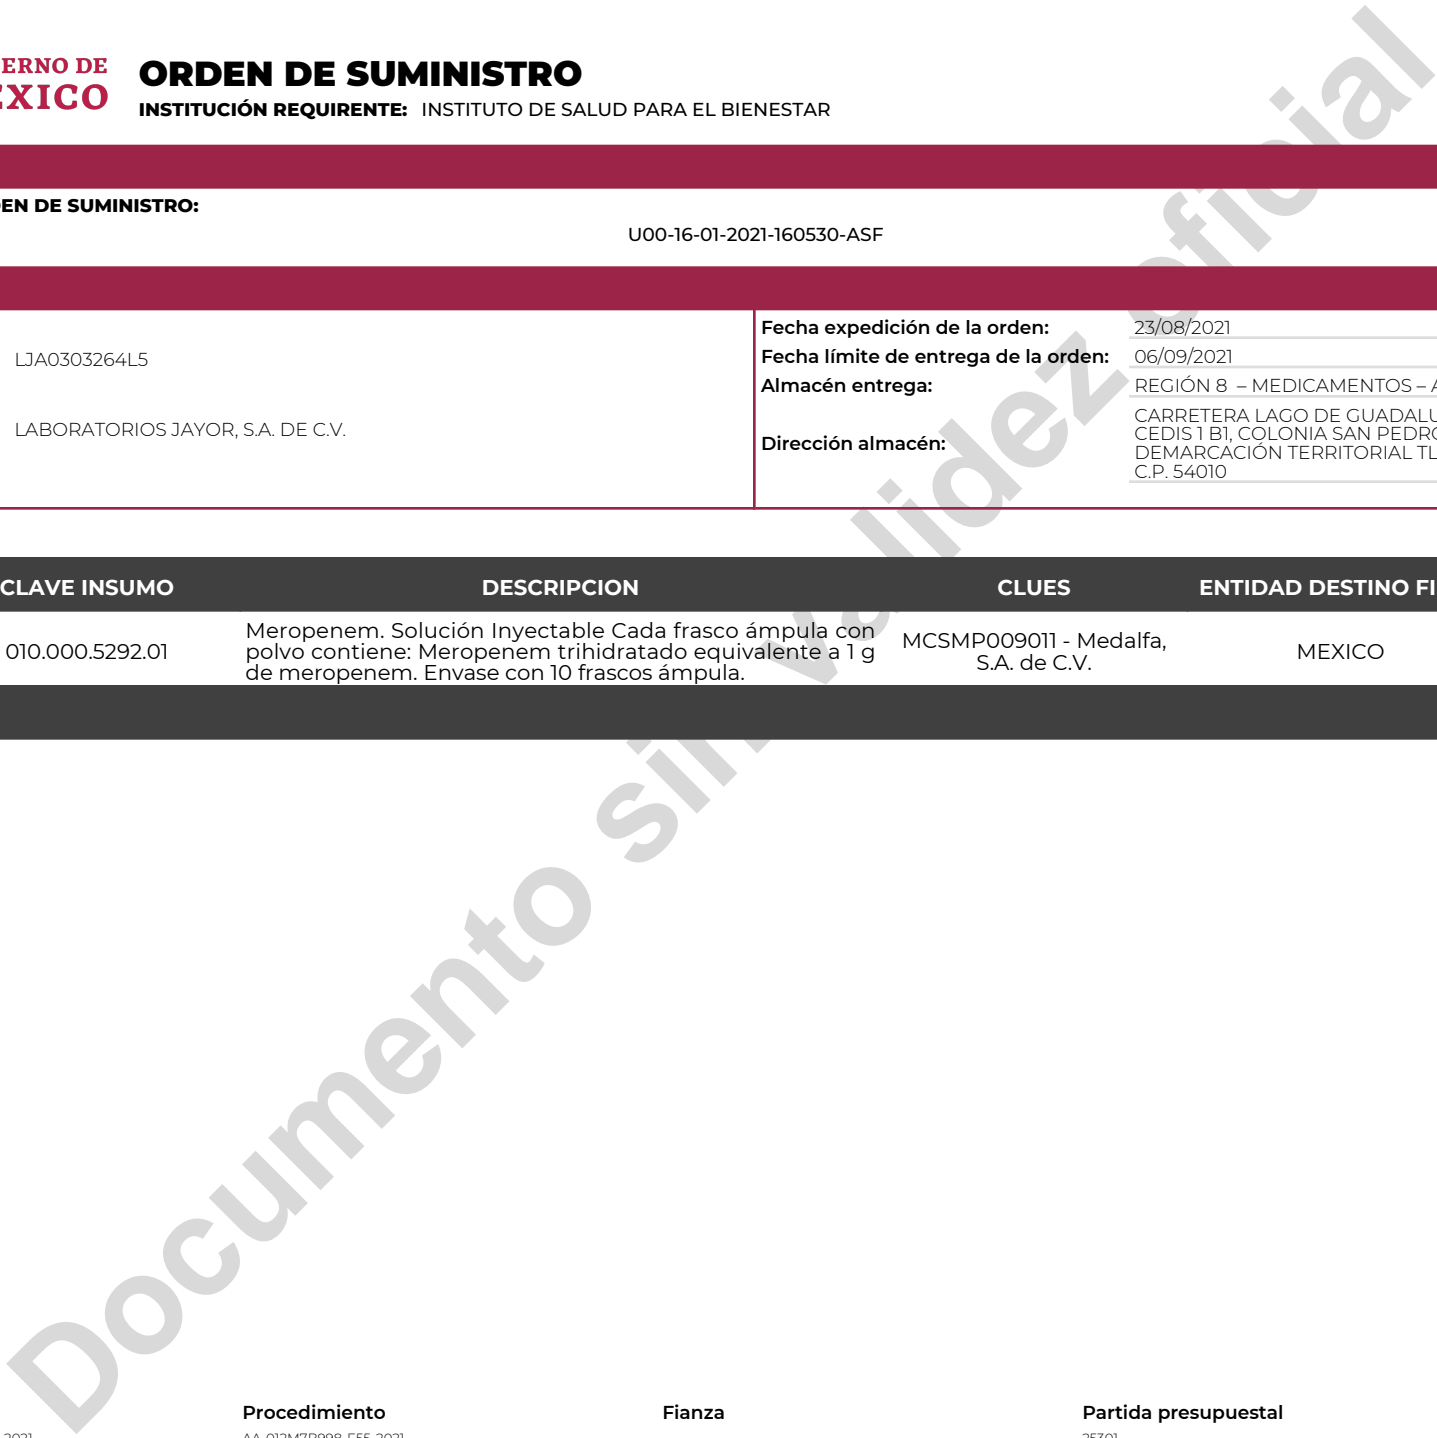 ERNO DE
ÉXICO
ORDEN DE SUMINISTRO
INSTITUCIÓN REQUIRENTE: INSTITUTO DE SALUD PARA EL BIENESTAR
EN DE SUMINISTRO:
U00-16-01-2021-160530-ASF
LJA0303264L5
LABORATORIOS JAYOR, S.A. DE C.V.
Fecha expedición de la orden: 23/08/2021
Fecha límite de entrega de la orden: 06/09/2021
Almacén entrega: REGIÓN 8 – MEDICAMENTOS – A
Dirección almacén:
CARRETERA LAGO DE GUADALU
CEDIS 1 B1, COLONIA SAN PEDRO
DEMARCACIÓN TERRITORIAL TL
C.P. 54010
CLAVE INSUMO DESCRIPCION CLUES ENTIDAD DESTINO FI
010.000.5292.01
Meropenem. Solución Inyectable Cada frasco ámpula con
polvo contiene: Meropenem trihidratado equivalente a 1 g
de meropenem. Envase con 10 frascos ámpula.
MCSMP009011 - Medalfa,
S.A. de C.V.
MEXICO
Documento sin validez oficial
Procedimiento Fianza Partida presupuestal